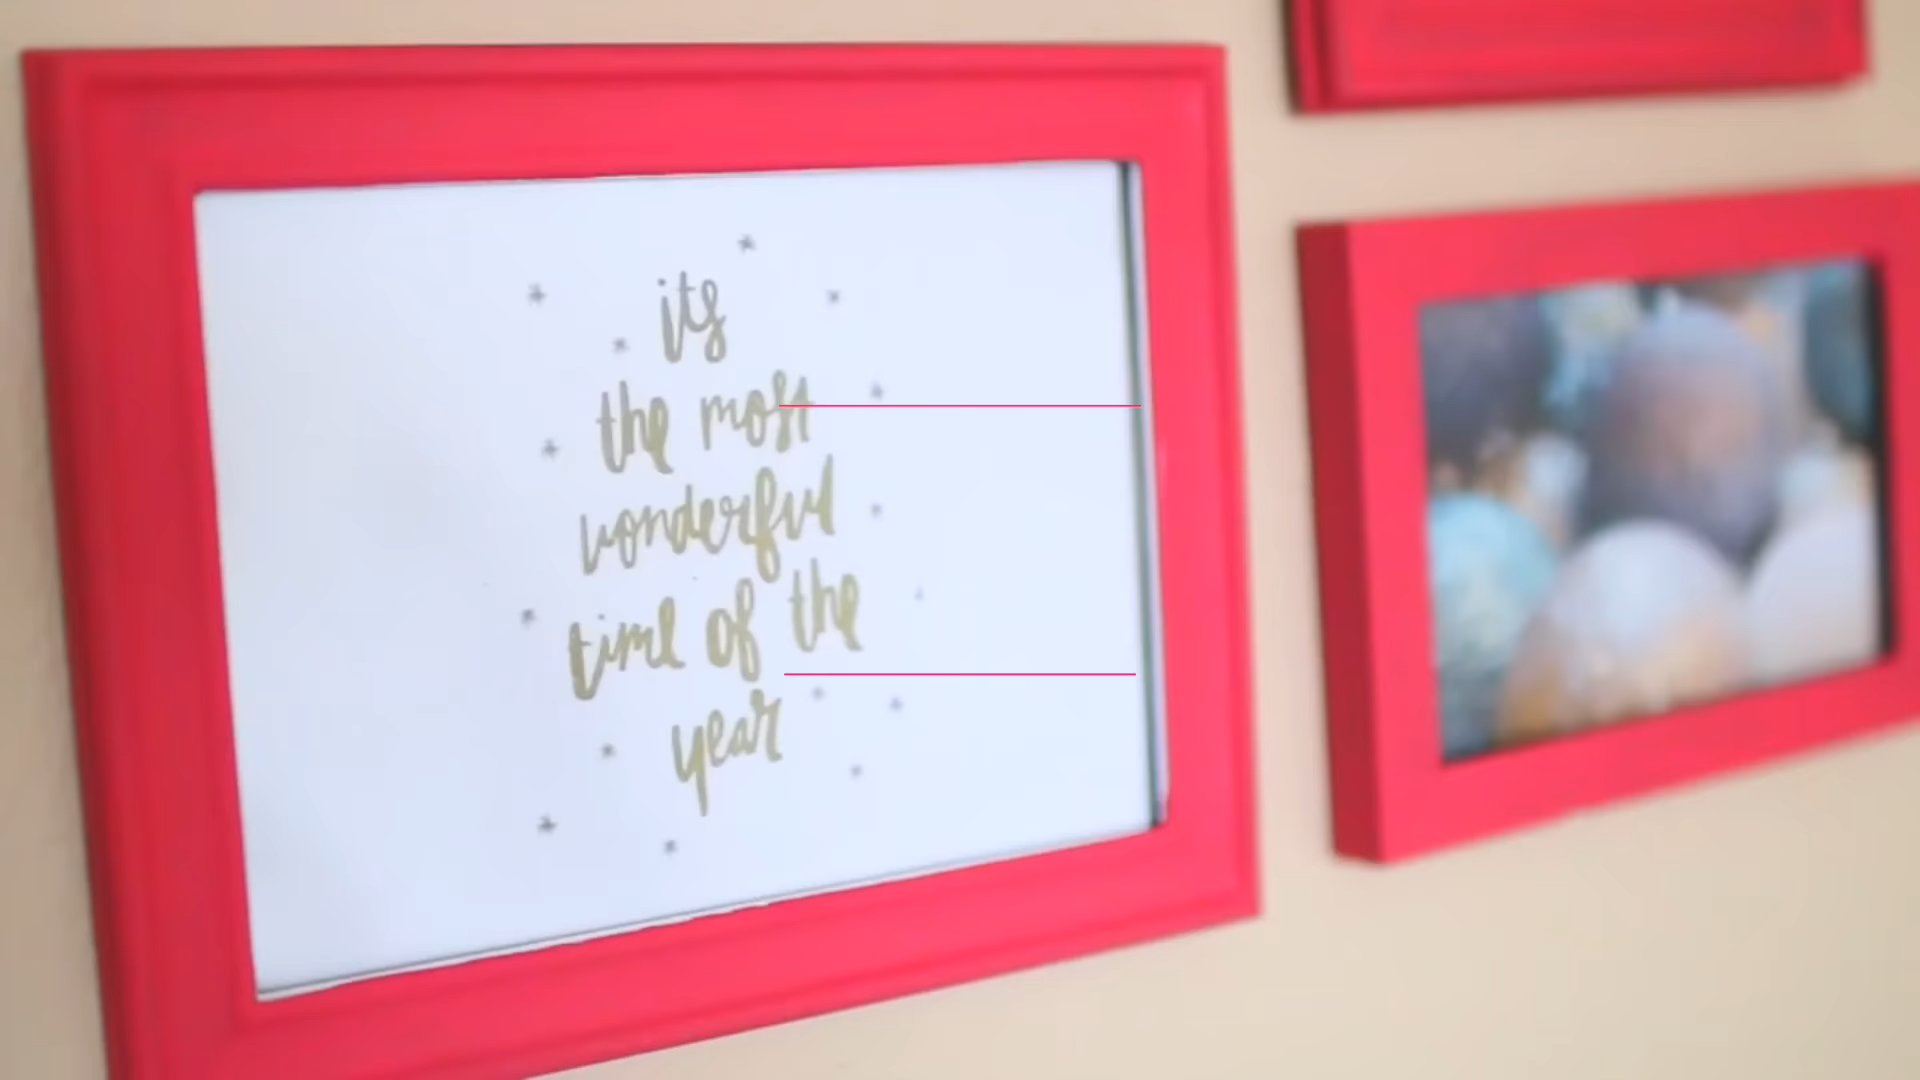 its
the most
wonderful
time of the
year